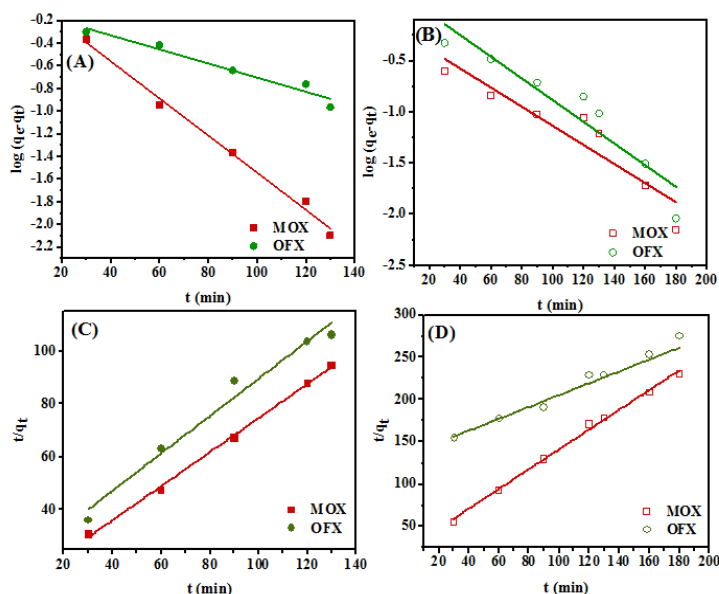 (A)
log (qe-qt)
-0.2
-0.4
-0.6
-0.8
-1.0
-1.2
-1.4
-1.6
-1.8
-2.0
-2.2
MOX
OFX
20 40 60 80 100 120 140
t (min)
(B)
log (qe-qt)
-0.5
-1.0
-1.5
-2.0
-2.5
MOX
OFX
20 40 60 80 100 120 140 160 180 200
t (min)
(C)
t/qt
100
80
60
40
MOX
OFX
20 40 60 80 100 120 140
t (min)
(D)
t/qt
300
250
200
150
100
50
MOX
OFX
20 40 60 80 100 120 140 160 180 200
t (min)